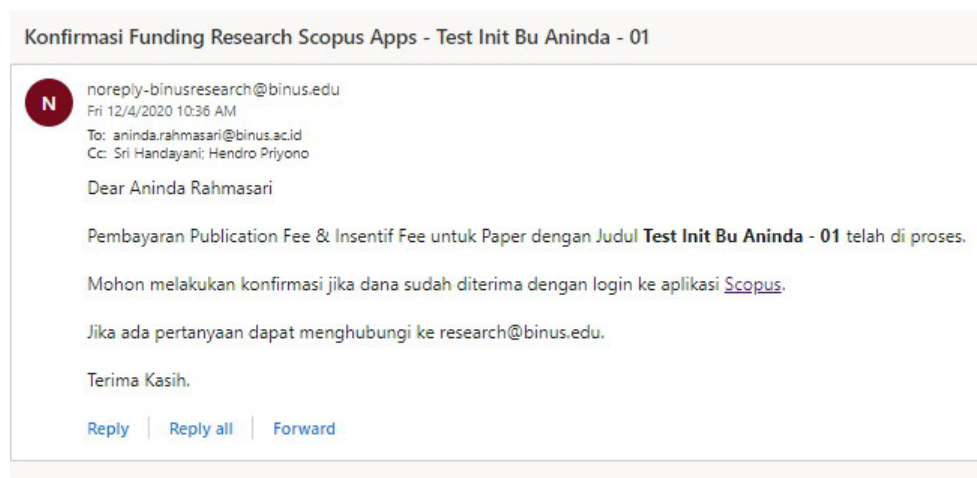 Konfirmasi Funding Research Scopus Apps - Test Init Bu Aninda - 01
N
noreply-binusresearch@binus.edu
Fri 12/4/2020 10:36 AM
To: aninda.rahmasari@binus.ac.id
Cc: Sri Handayani; Hendro Priyono
Dear Aninda Rahmasari
Pembayaran Publication Fee & Insentif Fee untuk Paper dengan Judul Test Init Bu Aninda - 01 telah di proses.
Mohon melakukan konfirmasi jika dana sudah diterima dengan login ke aplikasi Scopus.
Jika ada pertanyaan dapat menghubungi ke research@binus.edu.
Terima Kasih.
Reply Reply all Forward